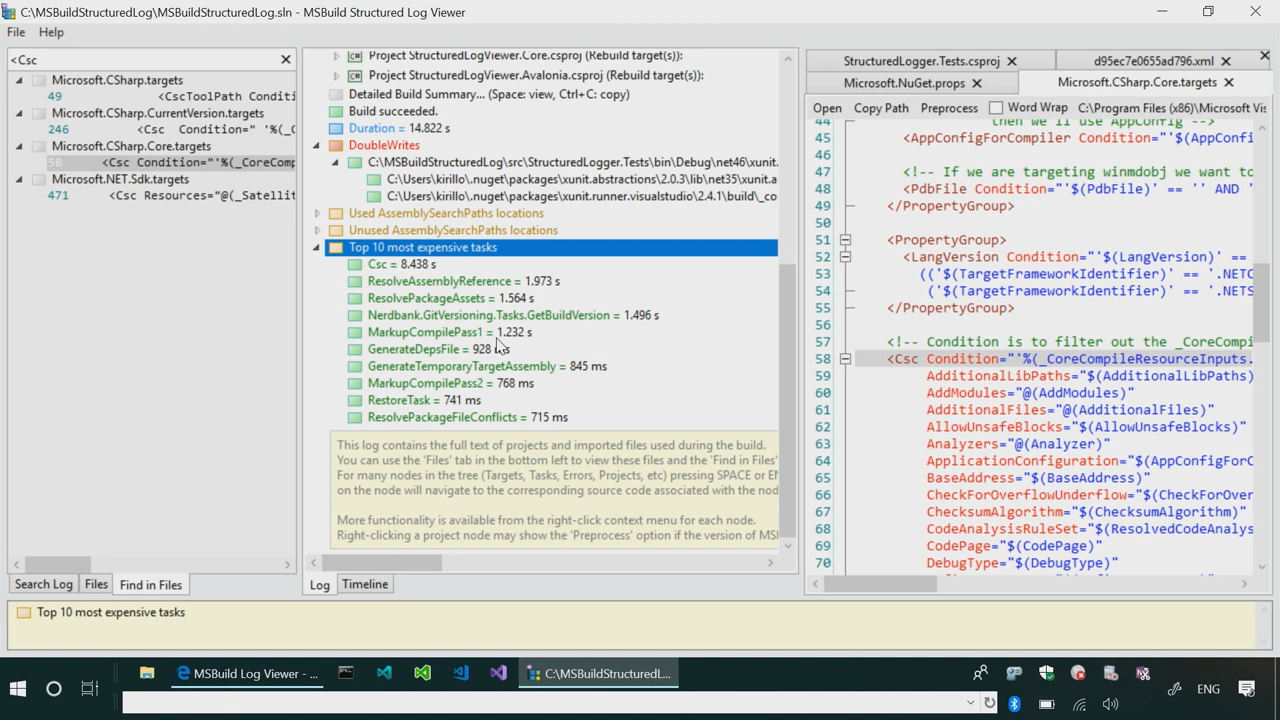 C:\MSBuildStructuredLog\MSBuildStructuredLog.sln - MSBuild Structured Log Viewer
File Help
<Csc
Microsoft.CSharp.targets
49 <CscToolPath Conditi
Microsoft.CSharp.CurrentVersion.targets
246 <Csc Condition=" '%(_C
Microsoft.CSharp.Core.targets
58 <Csc Condition="'%(_CoreComp
Microsoft.NET.Sdk.targets
471 <Csc Resources="@(_Satellit
Search Log Files Find in Files
Project StructuredLogViewer.Core.csproj (Rebuild target(s)):
Project StructuredLogViewer.Avalonia.csproj (Rebuild target(s)):
Detailed Build Summary... (Space: view, Ctrl+C: copy)
Build succeeded.
Duration = 14.822 s
DoubleWrites
C:\MSBuildStructuredLog\src\StructuredLogger.Tests\bin\Debug\net46\xunit.
C:\Users\kirillo\.nuget\packages\xunit.abstractions\2.0.3\lib\net35\xunit.a
C:\Users\kirillo\.nuget\packages\xunit.runner.visualstudio\2.4.1\build\_co
Used AssemblySearchPaths locations
Unused AssemblySearchPaths locations
Top 10 most expensive tasks
Csc = 8.438 s
ResolveAssemblyReference = 1.973 s
ResolvePackageAssets = 1.564 s
Nerdbank.GitVersioning.Tasks.GetBuildVersion = 1.496 s
MarkupCompilePass1 = 1.232 s
GenerateDepsFile = 928 ms
GenerateTemporaryTargetAssembly = 845 ms
MarkupCompilePass2 = 768 ms
RestoreTask = 741 ms
ResolvePackageFileConflicts = 715 ms
This log contains the full text of projects and imported files used during the build.
You can use the 'Files' tab in the bottom left to view these files and the 'Find in Files'
For many nodes in the tree (Targets, Tasks, Errors, Projects, etc) pressing SPACE or EN
on the node will navigate to the corresponding source code associated with the nod
More functionality is available from the right-click context menu for each node.
Right-clicking a project node may show the 'Preprocess' option if the version of MSI
Log Timeline
StructuredLogger.Tests.csproj d95ec7e0655ad796.xml
Microsoft.NuGet.props Microsoft.CSharp.Core.targets
Open Copy Path Preprocess Word Wrap C:\Program Files (x86)\Microsoft Vis
44 then we'll use AppConfig -->
45 <AppConfigForCompiler Condition="'$(AppConfi
46
47 <!-- If we are targeting winmdobj we want to
48 <PdbFile Condition="'$(PdbFile)' == '' AND '
49 </PropertyGroup>
50
51 <PropertyGroup>
52 <LangVersion Condition="'$(LangVersion)' ==
53 (('$(TargetFrameworkIdentifier)' == '.NETC
54 ('$(TargetFrameworkIdentifier)' == '.NETS
55 </PropertyGroup>
56
57 <!-- Condition is to filter out the _CoreCompi
58 <Csc Condition="'%(_CoreCompileResourceInputs.
59 AdditionalLibPaths="$(AdditionalLibPaths)
60 AddModules="@(AddModules)"
61 AdditionalFiles="@(AdditionalFiles)"
62 AllowUnsafeBlocks="$(AllowUnsafeBlocks)"
63 Analyzers="@(Analyzer)"
64 ApplicationConfiguration="$(AppConfigForC
65 BaseAddress="$(BaseAddress)"
66 CheckForOverflowUnderflow="$(CheckForOver
67 ChecksumAlgorithm="$(ChecksumAlgorithm)"
68 CodeAnalysisRuleSet="$(ResolvedCodeAnalys
69 CodePage="$(CodePage)"
70 DebugType="$(DebugType)"
Top 10 most expensive tasks
MSBuild Log Viewer - ... C:\MSBuildStructuredL... ENG